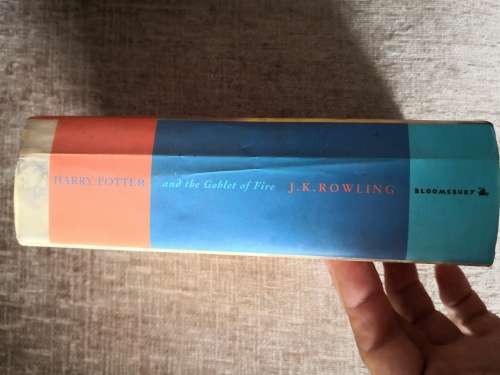 HARRY POTTER and the Goblet of Fire J.K.ROWLING BLOOMSBURY